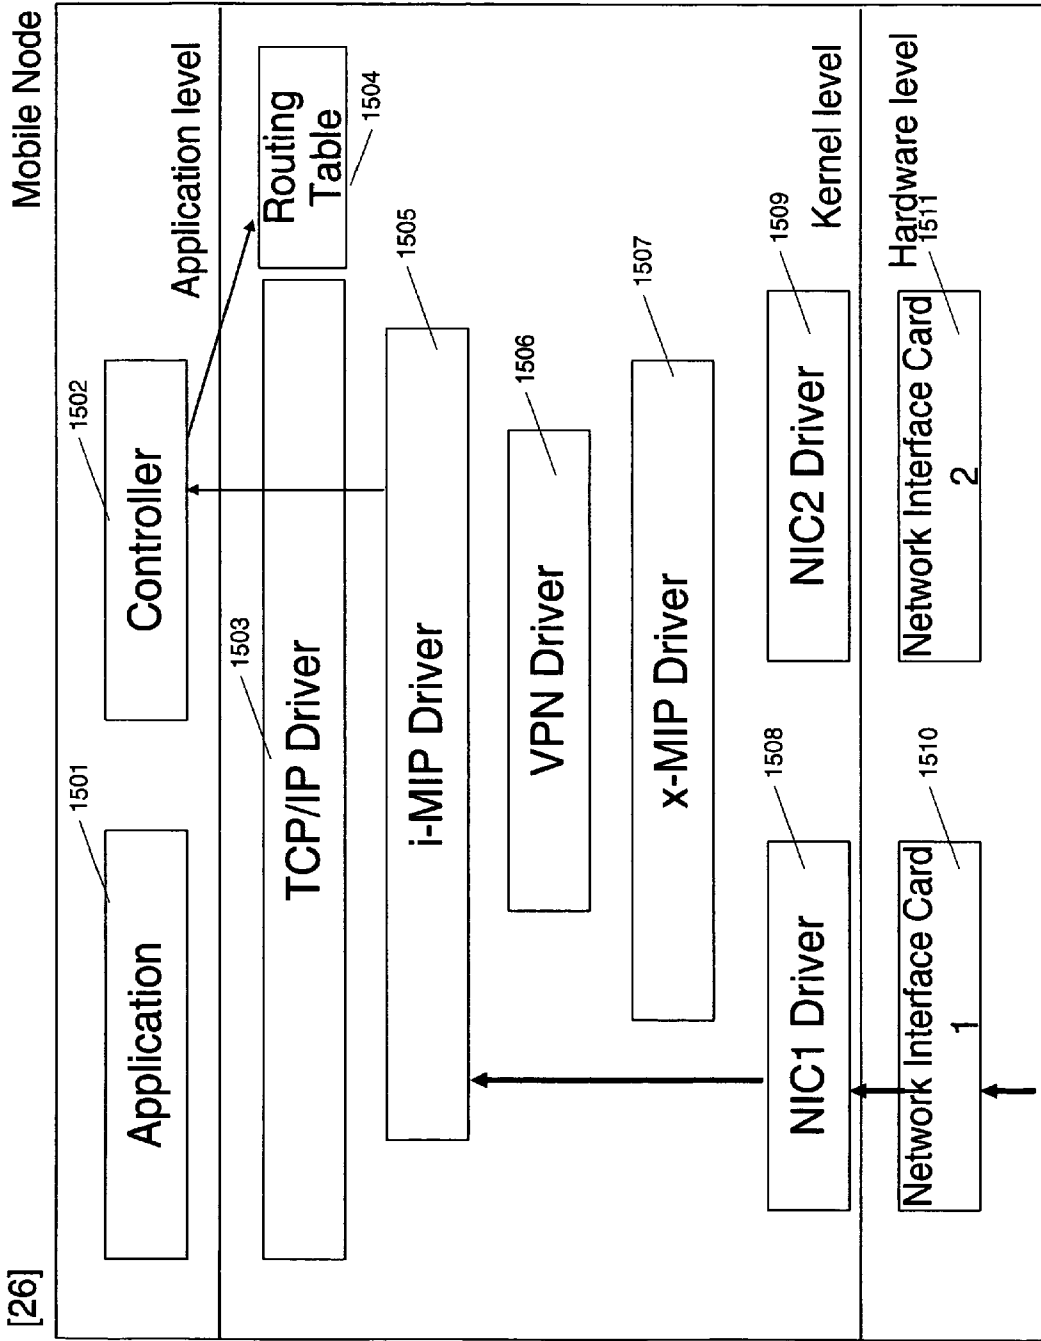 [26]
Mobile Node
Application level
1501
Application
1502
Controller
1503
TCP/IP Driver
Routing
Table
1504
1505
i-MIP Driver
1506
VPN Driver
1507
x-MIP Driver
1508
NIC1 Driver
1509
NIC2 Driver
Kernel level
Hardware level
1510
Network Interface Card
1
1511
Network Interface Card
2